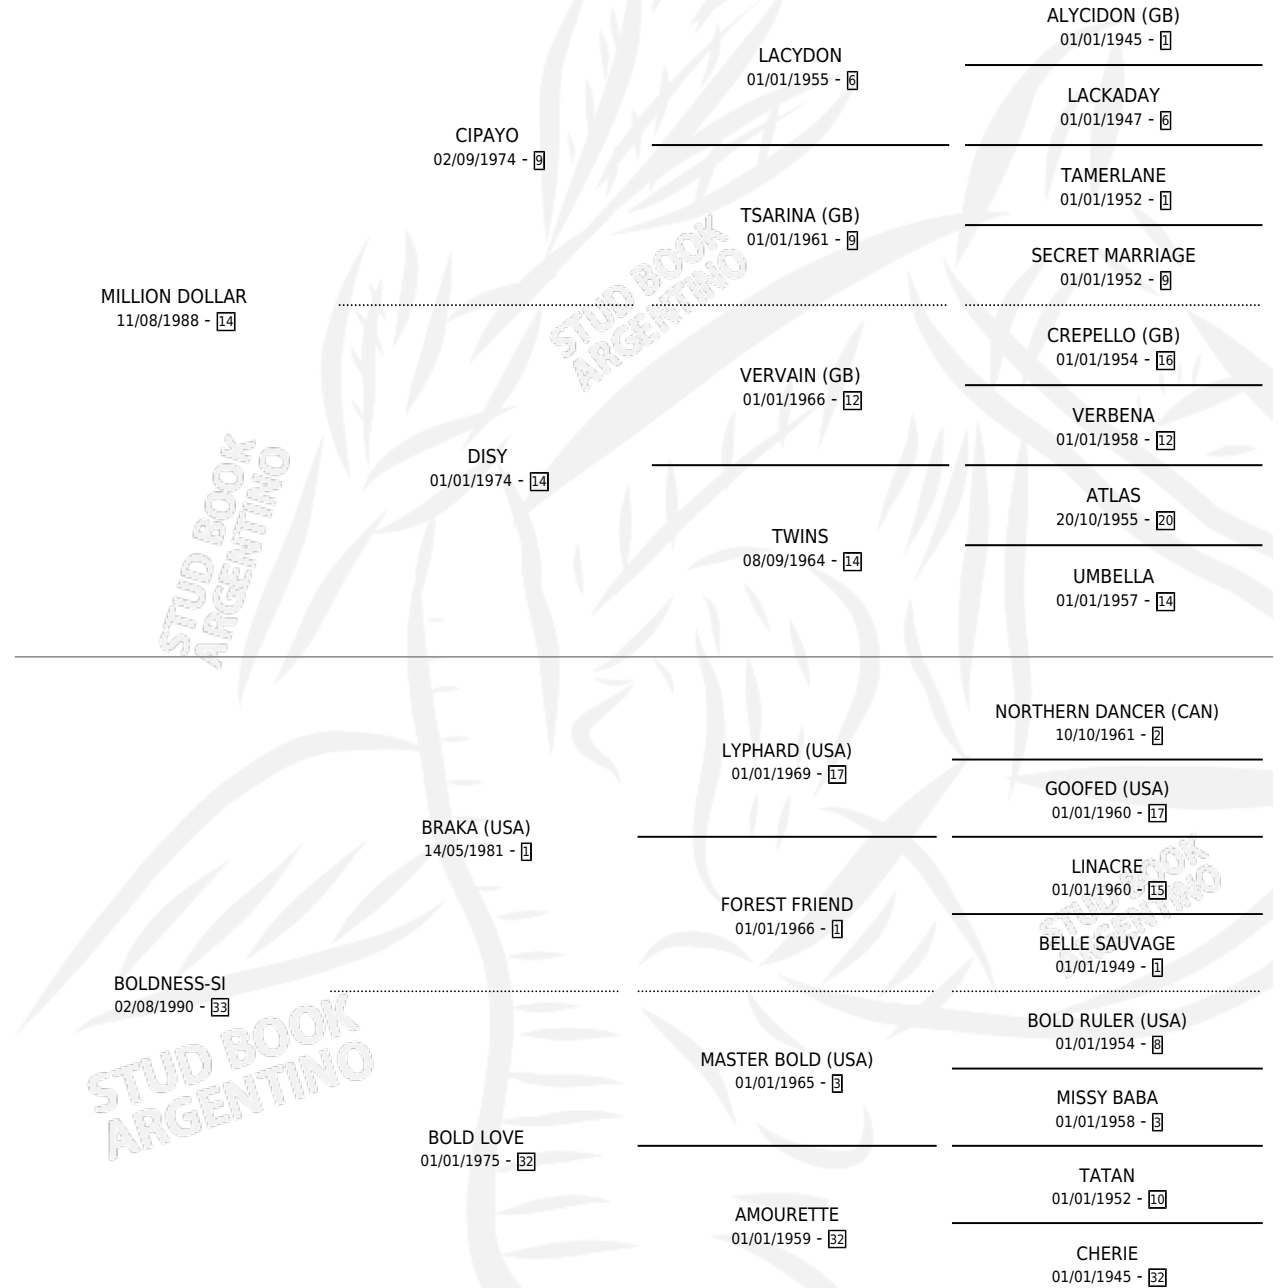 ALYCIDON (GB)
01/01/1945 - 1
LACYDON
01/01/1955 - 6
LACKADAY
01/01/1947 - 6
CIPAYO
02/09/1974 - 9
TAMERLANE
01/01/1952 - 1
TSARINA (GB)
01/01/1961 - 9
SECRET MARRIAGE
01/01/1952 - 9
MILLION DOLLAR
11/08/1988 - 14
CREPELLO (GB)
01/01/1954 - 16
VERVAIN (GB)
01/01/1966 - 12
VERBENA
01/01/1958 - 12
DISY
01/01/1974 - 14
ATLAS
20/10/1955 - 20
TWINS
08/09/1964 - 14
UMBELLA
01/01/1957 - 14
NORTHERN DANCER (CAN)
10/10/1961 - 2
LYPHARD (USA)
01/01/1969 - 17
GOOFED (USA)
01/01/1960 - 17
BRAKA (USA)
14/05/1981 - 1
LINACRE
01/01/1960 - 15
FOREST FRIEND
01/01/1966 - 1
BELLE SAUVAGE
01/01/1949 - 1
BOLDNESS-SI
02/08/1990 - 33
BOLD RULER (USA)
01/01/1954 - 8
MASTER BOLD (USA)
01/01/1965 - 3
MISSY BABA
01/01/1958 - 3
BOLD LOVE
01/01/1975 - 32
TATAN
01/01/1952 - 10
AMOURETTE
01/01/1959 - 32
CHERIE
01/01/1945 - 32
STUD BOOK
ARGENTINO
STUD BOOK
ARGENTINO
STUD BOOK
ARGENTINO
STUD BOOK
ARGENTINO